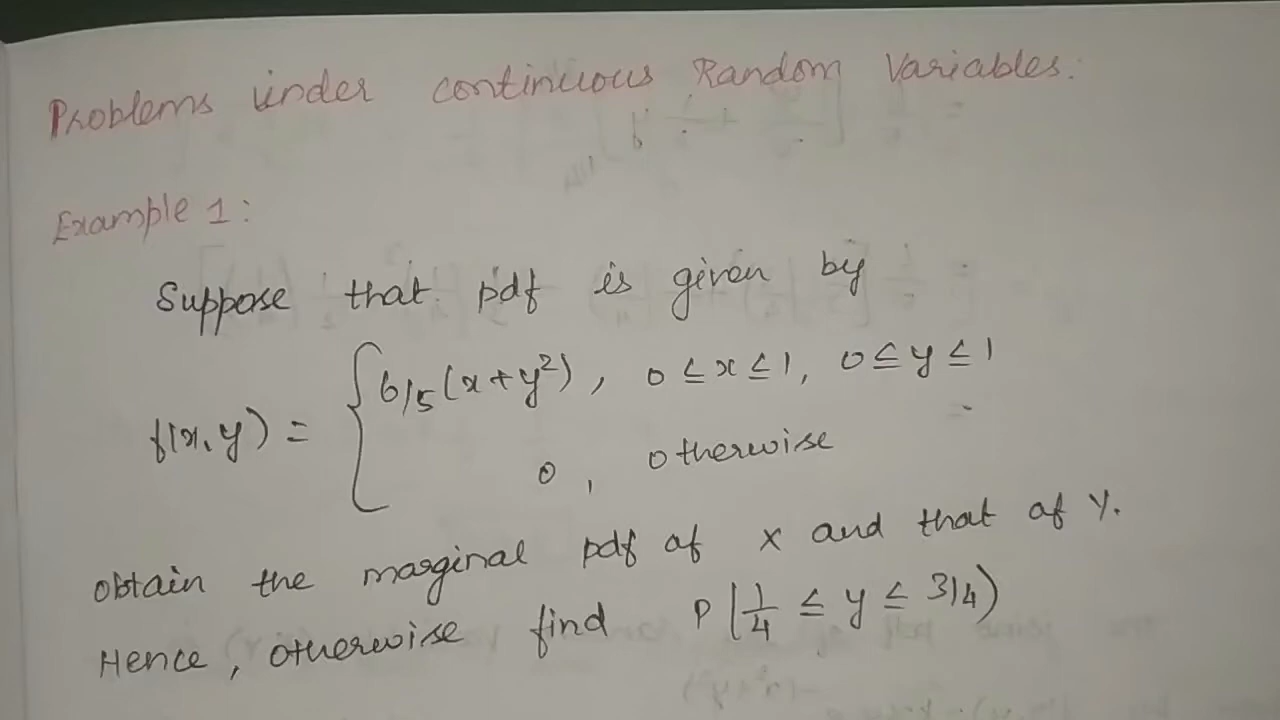 Problems under continuous Random Variables.
Example 1:
Suppose that pdf is given by
f(x,y) = { 6/5(x+y²), 0 ≤ x ≤ 1, 0 ≤ y ≤ 1
0, otherwise
obtain the marginal pdf of x and that of Y.
Hence, otherwise find P(1/4 ≤ y ≤ 3/4)